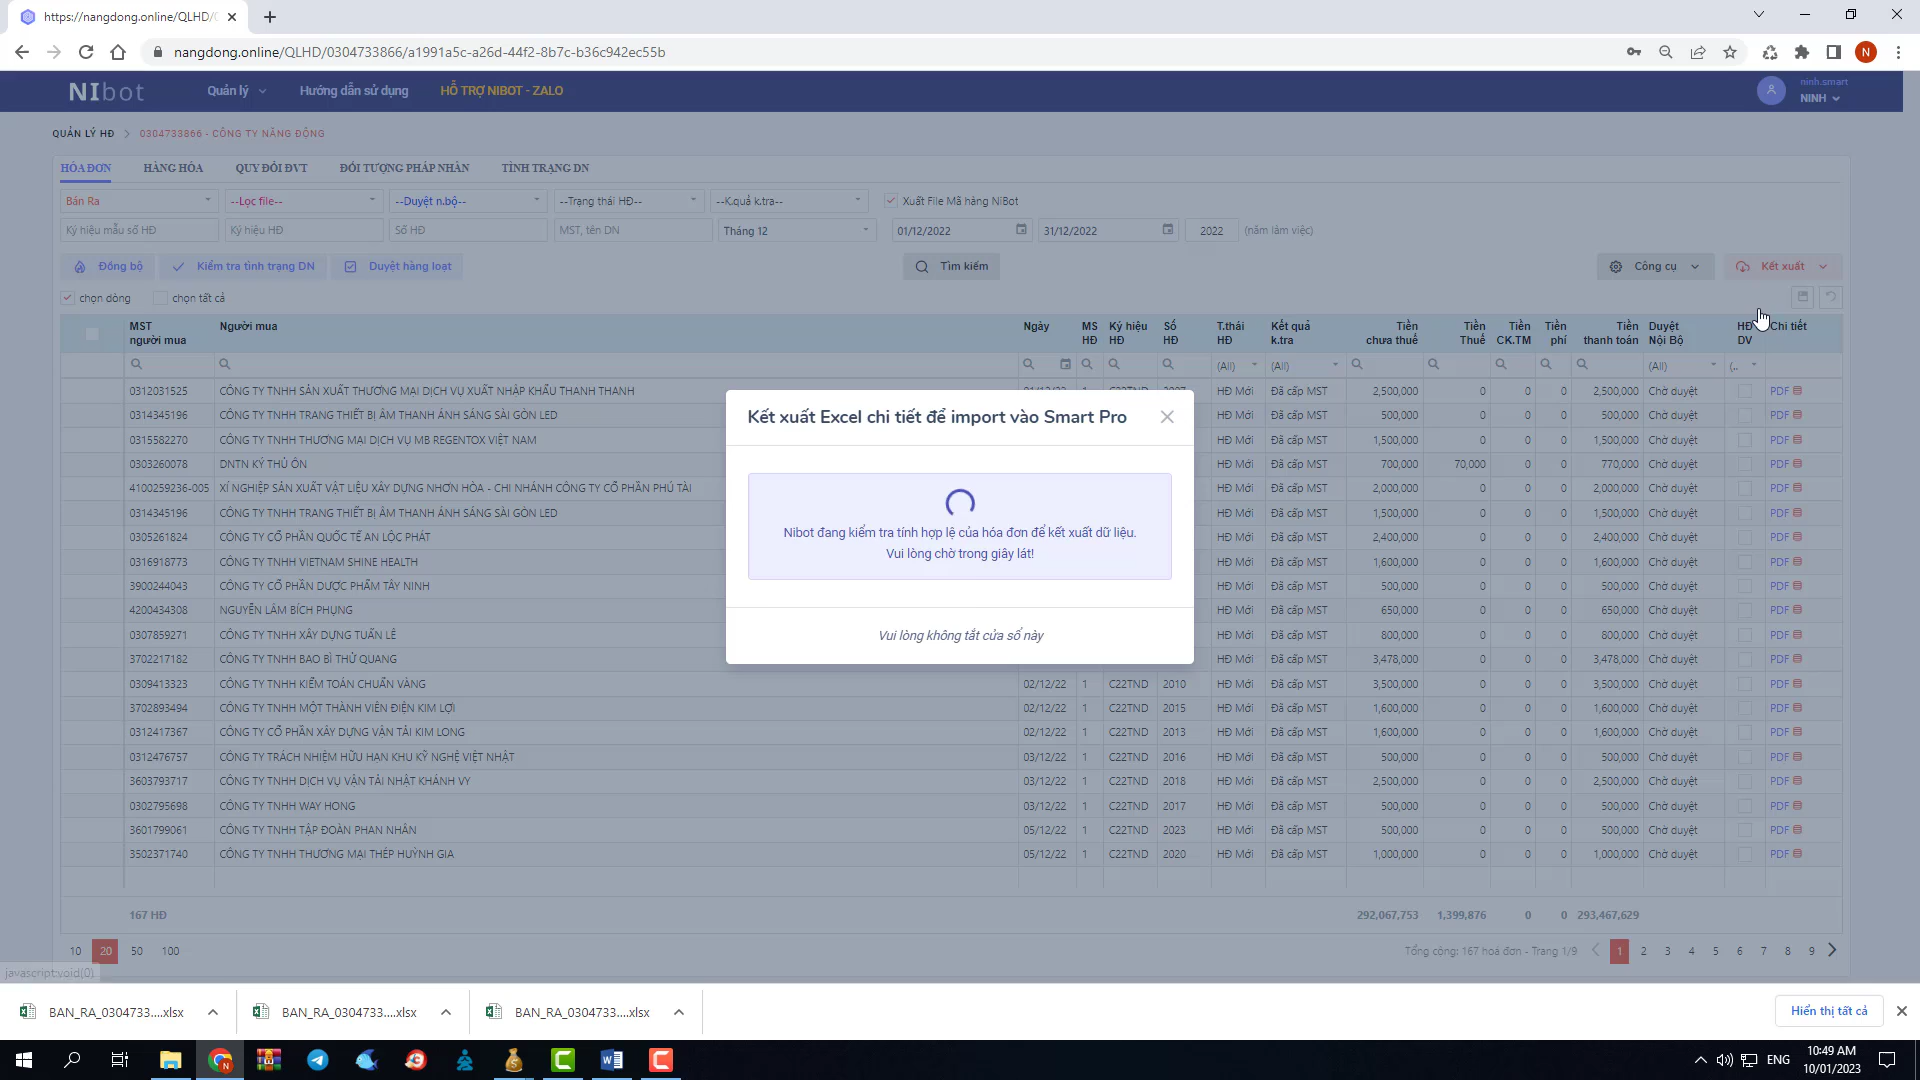 https://nangdong.online/QLHD/
nangdong.online/QLHD/0304733866/a1991a5c-a26d-44f2-8b7c-b36c942ec55b
N
NIbot
Quản lý
Hướng dẫn sử dụng
HỖ TRỢ NIBOT - ZALO
ninh.smart
NINH
QUẢN LÝ HĐ > 0304733866 - CÔNG TY NĂNG ĐỘNG
HÓA ĐƠN HÀNG HÓA QUY ĐỔI ĐVT ĐỐI TƯỢNG PHÁP NHÂN TÌNH TRẠNG DN
Bán Ra --Lọc file-- --Duyệt n.bộ-- --Trạng thái HĐ-- --K.quả k.tra-- Xuất File Mã hàng NiBot
Ký hiệu mẫu số HĐ Ký hiệu HĐ Số HĐ MST, tên DN Tháng 12 01/12/2022 31/12/2022 2022 (năm làm việc)
Đồng bộ Kiểm tra tình trạng DN Duyệt hàng loạt Tìm kiếm Công cụ Kết xuất
chọn dòng chọn tất cả
MST người mua Người mua Ngày MS HĐ Ký hiệu HĐ Số HĐ T.thái HĐ Kết quả k.tra Tiền chưa thuế Tiền Thuế Tiền CK.TM Tiền phí Tiền thanh toán Duyệt Nội Bộ HĐ DV Chi tiết
(All) (All) (All) (..
0312031525 CÔNG TY TNHH SẢN XUẤT THƯƠNG MẠI DỊCH VỤ XUẤT NHẬP KHẨU THANH THANH HĐ Mới Đã cấp MST 2,500,000 0 0 0 2,500,000 Chờ duyệt PDF
0314345196 CÔNG TY TNHH TRANG THIẾT BỊ ÂM THANH ÁNH SÁNG SÀI GÒN LED HĐ Mới Đã cấp MST 500,000 0 0 0 500,000 Chờ duyệt PDF
0315582270 CÔNG TY TNHH THƯƠNG MẠI DỊCH VỤ MB REGENTOX VIỆT NAM HĐ Mới Đã cấp MST 1,500,000 0 0 0 1,500,000 Chờ duyệt PDF
0303260078 DNTN KÝ THỦ ÔN HĐ Mới Đã cấp MST 700,000 70,000 0 0 770,000 Chờ duyệt PDF
4100259236-005 XÍ NGHIỆP SẢN XUẤT VẬT LIỆU XÂY DỰNG NHƠN HÒA - CHI NHÁNH CÔNG TY CỔ PHẦN PHÚ TÀI HĐ Mới Đã cấp MST 2,000,000 0 0 0 2,000,000 Chờ duyệt PDF
0314345196 CÔNG TY TNHH TRANG THIẾT BỊ ÂM THANH ÁNH SÁNG SÀI GÒN LED HĐ Mới Đã cấp MST 1,500,000 0 0 0 1,500,000 Chờ duyệt PDF
0305261824 CÔNG TY CỔ PHẦN QUỐC TẾ AN LỘC PHÁT HĐ Mới Đã cấp MST 2,400,000 0 0 0 2,400,000 Chờ duyệt PDF
0316918773 CÔNG TY TNHH VIETNAM SHINE HEALTH HĐ Mới Đã cấp MST 1,600,000 0 0 0 1,600,000 Chờ duyệt PDF
3900244043 CÔNG TY CỔ PHẦN DƯỢC PHẨM TÂY NINH HĐ Mới Đã cấp MST 500,000 0 0 0 500,000 Chờ duyệt PDF
4200434308 NGUYỄN LÂM BÍCH PHỤNG HĐ Mới Đã cấp MST 650,000 0 0 0 650,000 Chờ duyệt PDF
0307859271 CÔNG TY TNHH XÂY DỰNG TUẤN LÊ HĐ Mới Đã cấp MST 800,000 0 0 0 800,000 Chờ duyệt PDF
3702217182 CÔNG TY TNHH BAO BÌ THỨ QUANG HĐ Mới Đã cấp MST 3,478,000 0 0 0 3,478,000 Chờ duyệt PDF
0309413323 CÔNG TY TNHH KIỂM TOÁN CHUẨN VÀNG 02/12/22 1 C22TND 2010 HĐ Mới Đã cấp MST 3,500,000 0 0 0 3,500,000 Chờ duyệt PDF
3702893494 CÔNG TY TNHH MỘT THÀNH VIÊN ĐIỆN KIM LỢI 02/12/22 1 C22TND 2015 HĐ Mới Đã cấp MST 1,600,000 0 0 0 1,600,000 Chờ duyệt PDF
0312417367 CÔNG TY CỔ PHẦN XÂY DỰNG VẬN TẢI KIM LONG 02/12/22 1 C22TND 2013 HĐ Mới Đã cấp MST 1,600,000 0 0 0 1,600,000 Chờ duyệt PDF
0312476757 CÔNG TY TRÁCH NHIỆM HỮU HẠN KHU KỸ NGHỆ VIỆT NHẬT 03/12/22 1 C22TND 2016 HĐ Mới Đã cấp MST 500,000 0 0 0 500,000 Chờ duyệt PDF
3603793717 CÔNG TY TNHH DỊCH VỤ VẬN TẢI NHẬT KHÁNH VY 03/12/22 1 C22TND 2018 HĐ Mới Đã cấp MST 2,500,000 0 0 0 2,500,000 Chờ duyệt PDF
0302795698 CÔNG TY TNHH WAY HONG 03/12/22 1 C22TND 2017 HĐ Mới Đã cấp MST 500,000 0 0 0 500,000 Chờ duyệt PDF
3601799061 CÔNG TY TNHH TẬP ĐOÀN PHAN NHÂN 05/12/22 1 C22TND 2023 HĐ Mới Đã cấp MST 500,000 0 0 0 500,000 Chờ duyệt PDF
3502371740 CÔNG TY TNHH THƯƠNG MẠI THÉP HUỲNH GIA 05/12/22 1 C22TND 2020 HĐ Mới Đã cấp MST 1,000,000 0 0 0 1,000,000 Chờ duyệt PDF
167 HĐ 292,067,753 1,399,876 0 0 293,467,629
10 20 50 100 Tổng cộng: 167 hoá đơn - Trang 1/9 1 2 3 4 5 6 7 8 9
javascript:void(0)
Kết xuất Excel chi tiết để import vào Smart Pro
Nibot đang kiểm tra tính hợp lệ của hóa đơn để kết xuất dữ liệu.
Vui lòng chờ trong giây lát!
Vui lòng không tắt cửa sổ này
BAN_RA_0304733....xlsx BAN_RA_0304733....xlsx BAN_RA_0304733....xlsx Hiển thị tất cả
ENG
10:49 AM
10/01/2023